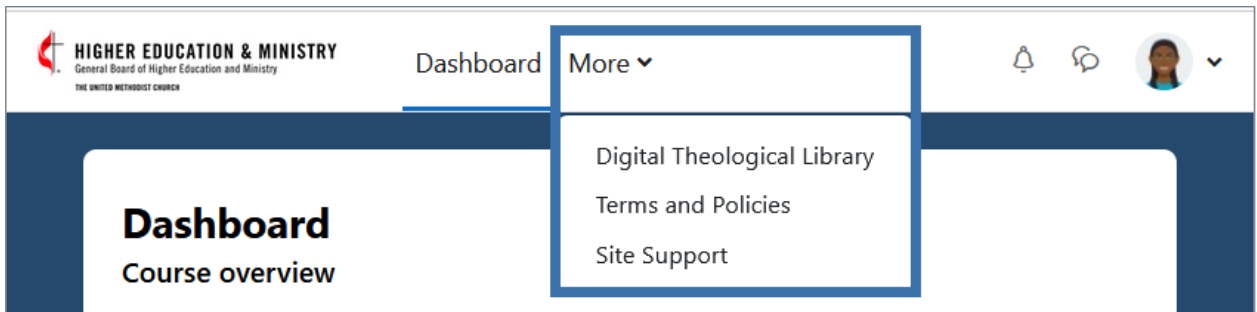 HIGHER EDUCATION & MINISTRY
General Board of Higher Education and Ministry
THE UNITED METHODIST CHURCH
Dashboard More
Digital Theological Library
Terms and Policies
Site Support
Dashboard
Course overview